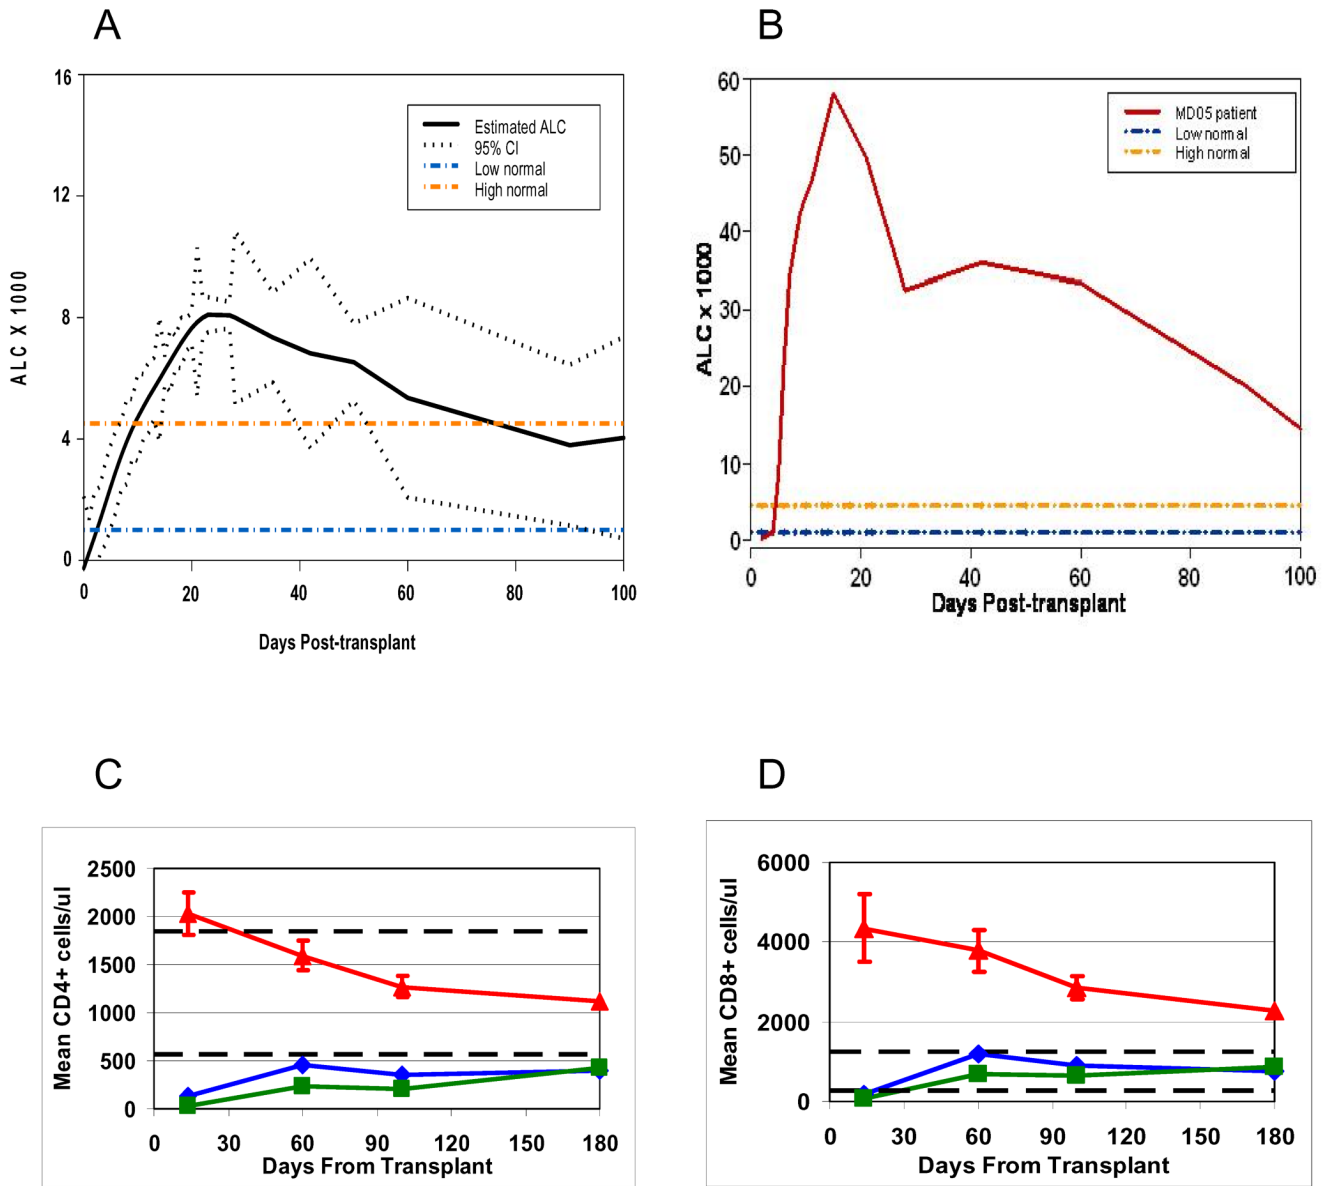 A
16
12
8
4
0
ALC X 1000
Estimated ALC
95% CI
Low normal
High normal
0 20 40 60 80 100
Days Post-transplant
B
60
50
40
30
20
10
0
ALC x 1000
MD05 patient
Low normal
High normal
0 20 40 60 80 100
Days Post-transplant
C
2500
2000
1500
1000
500
0
Mean CD4+ cells/ul
0 30 60 90 120 150 180
Days From Transplant
D
6000
4000
2000
0
Mean CD8+ cells/ul
0 30 60 90 120 150 180
Days From Transplant